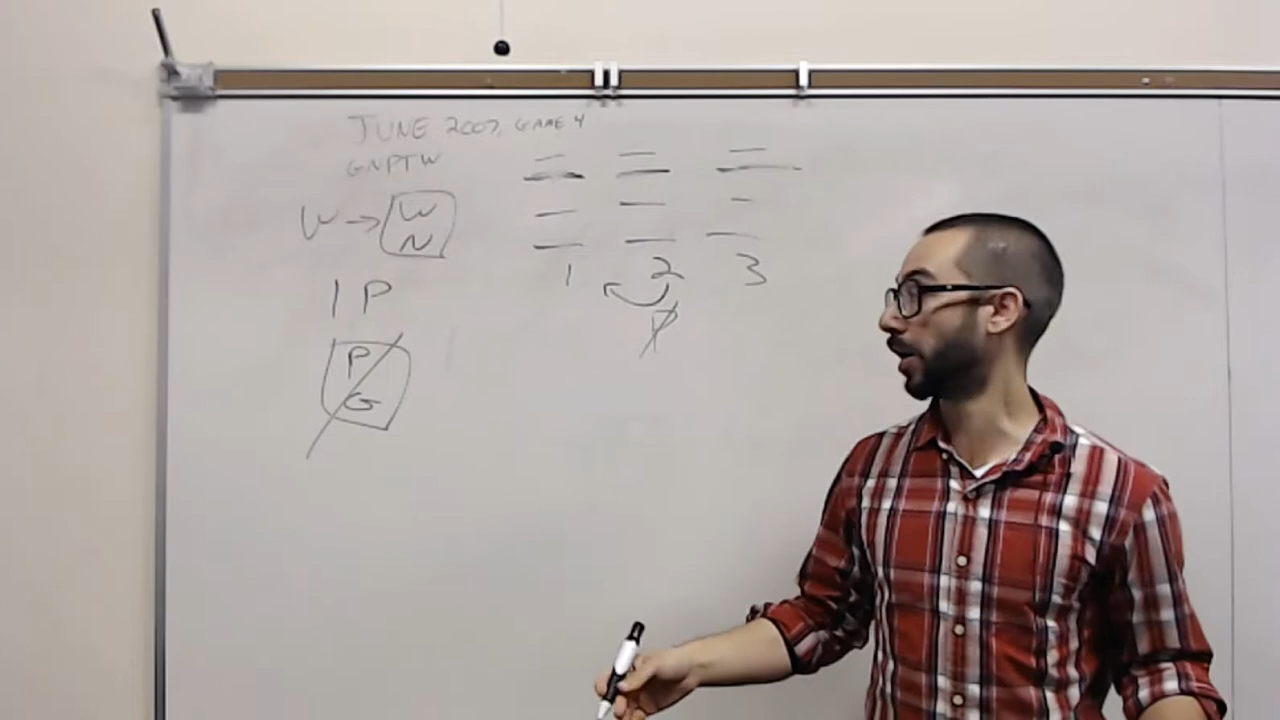 JUNE 2007, GAME 4
GNPTW
W → W
N
1 2 3
1 P
P
P
G